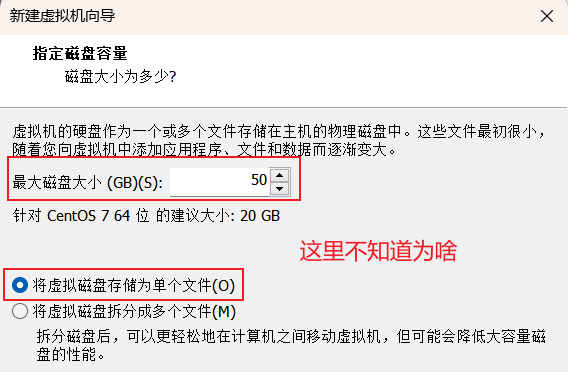 新建虚拟机向导
指定磁盘容量
磁盘大小为多少?
虚拟机的硬盘作为一个或多个文件存储在主机的物理磁盘中。这些文件最初很小，
随着您向虚拟机中添加应用程序、文件和数据而逐渐变大。
最大磁盘大小 (GB)(S): 50
针对 CentOS 7 64 位 的建议大小: 20 GB
这里不知道为啥
将虚拟磁盘存储为单个文件(O)
将虚拟磁盘拆分成多个文件(M)
拆分磁盘后，可以更轻松地在计算机之间移动虚拟机，但可能会降低大容量磁
盘的性能。